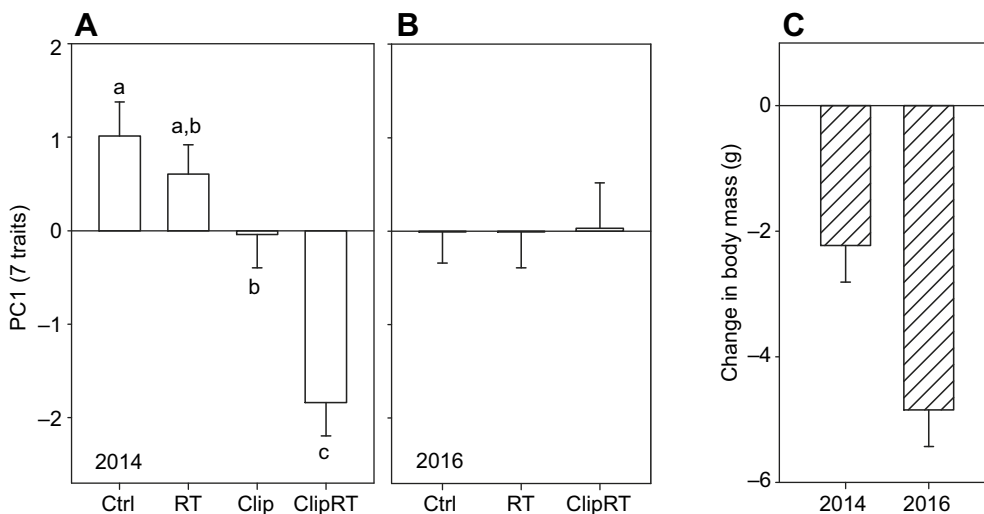 A
B
C
PC1 (7 traits)
2
1
0
–1
–2
a
a,b
b
c
2014
Ctrl
RT
Clip
ClipRT
2016
Ctrl
RT
ClipRT
Change in body mass (g)
0
–2
–4
–6
2014
2016